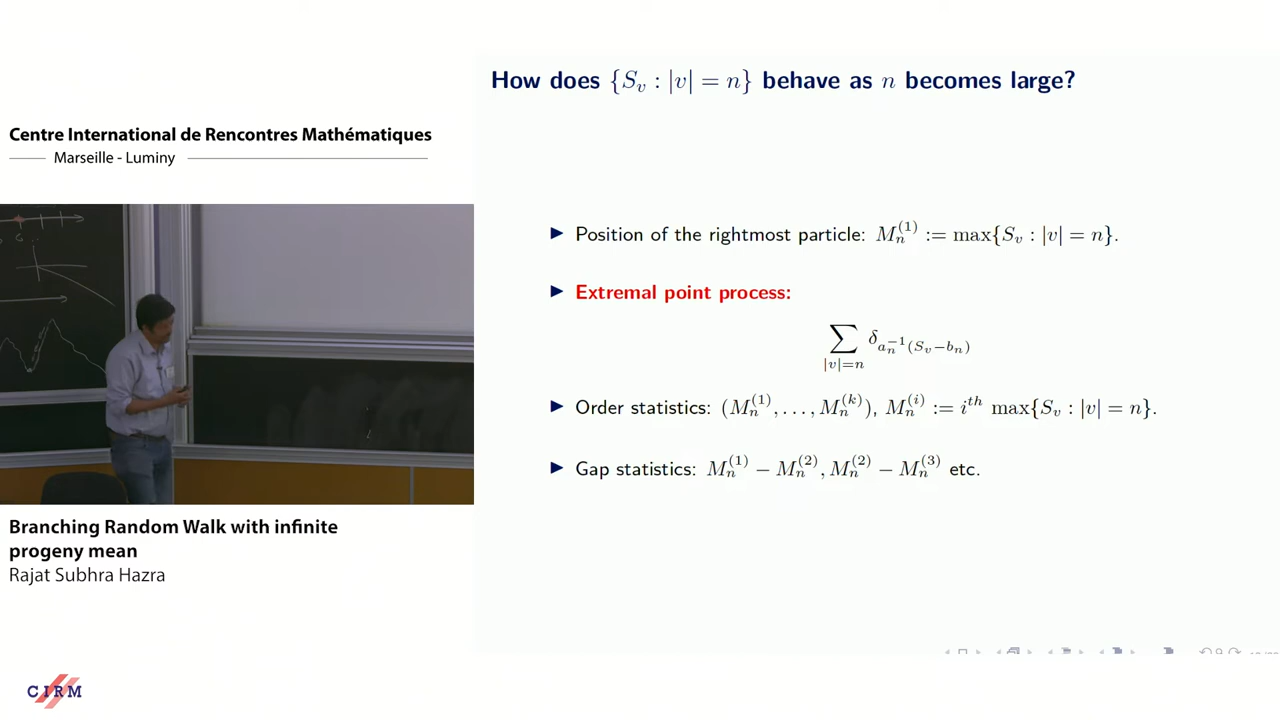 How does {S_v : |v| = n} behave as n becomes large?
Centre International de Rencontres Mathématiques
Marseille - Luminy
▶ Position of the rightmost particle: M_n^{(1)} := max{S_v : |v| = n}.
▶ Extremal point process:
∑_{|v|=n} δ_{a_n^{-1}(S_v−b_n)}
▶ Order statistics: (M_n^{(1)}, . . . , M_n^{(k)}), M_n^{(i)} := i^{th} max{S_v : |v| = n}.
▶ Gap statistics: M_n^{(1)} − M_n^{(2)}, M_n^{(2)} − M_n^{(3)} etc.
Branching Random Walk with infinite
progeny mean
Rajat Subhra Hazra
CIRM